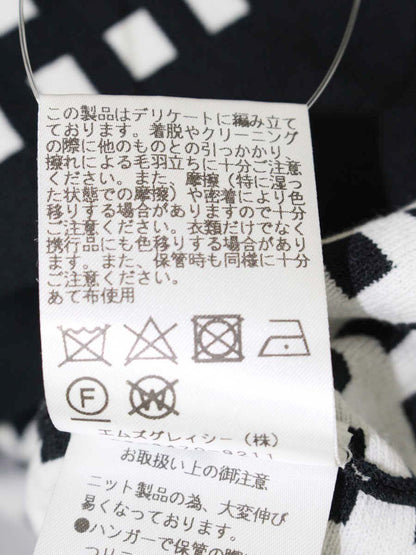 この製品はデリケートに編み立て
ております。着脱やクリーニング
の際に他のものとの引っかかり、
擦れによる毛羽立ちに十分ご注意
ください。また、摩擦（特に湿っ
た状態での摩擦）や密着により色
移りする場合がありますので十分
ご注意ください。衣類だけでなく
携行品にも色移りする場合があり
ます。また、保管時も同様に十分
ご注意ください。
あて布使用
F
W
エムズグレイシー（株）
お取扱い上の御注意
ニット製品の為、大変伸び
易くなっております。
●ハンガーで保管の際